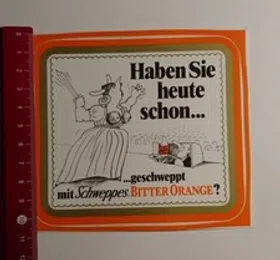 Haben Sie
heute
schon...
...geschweppt
mit Schweppes BITTER ORANGE?